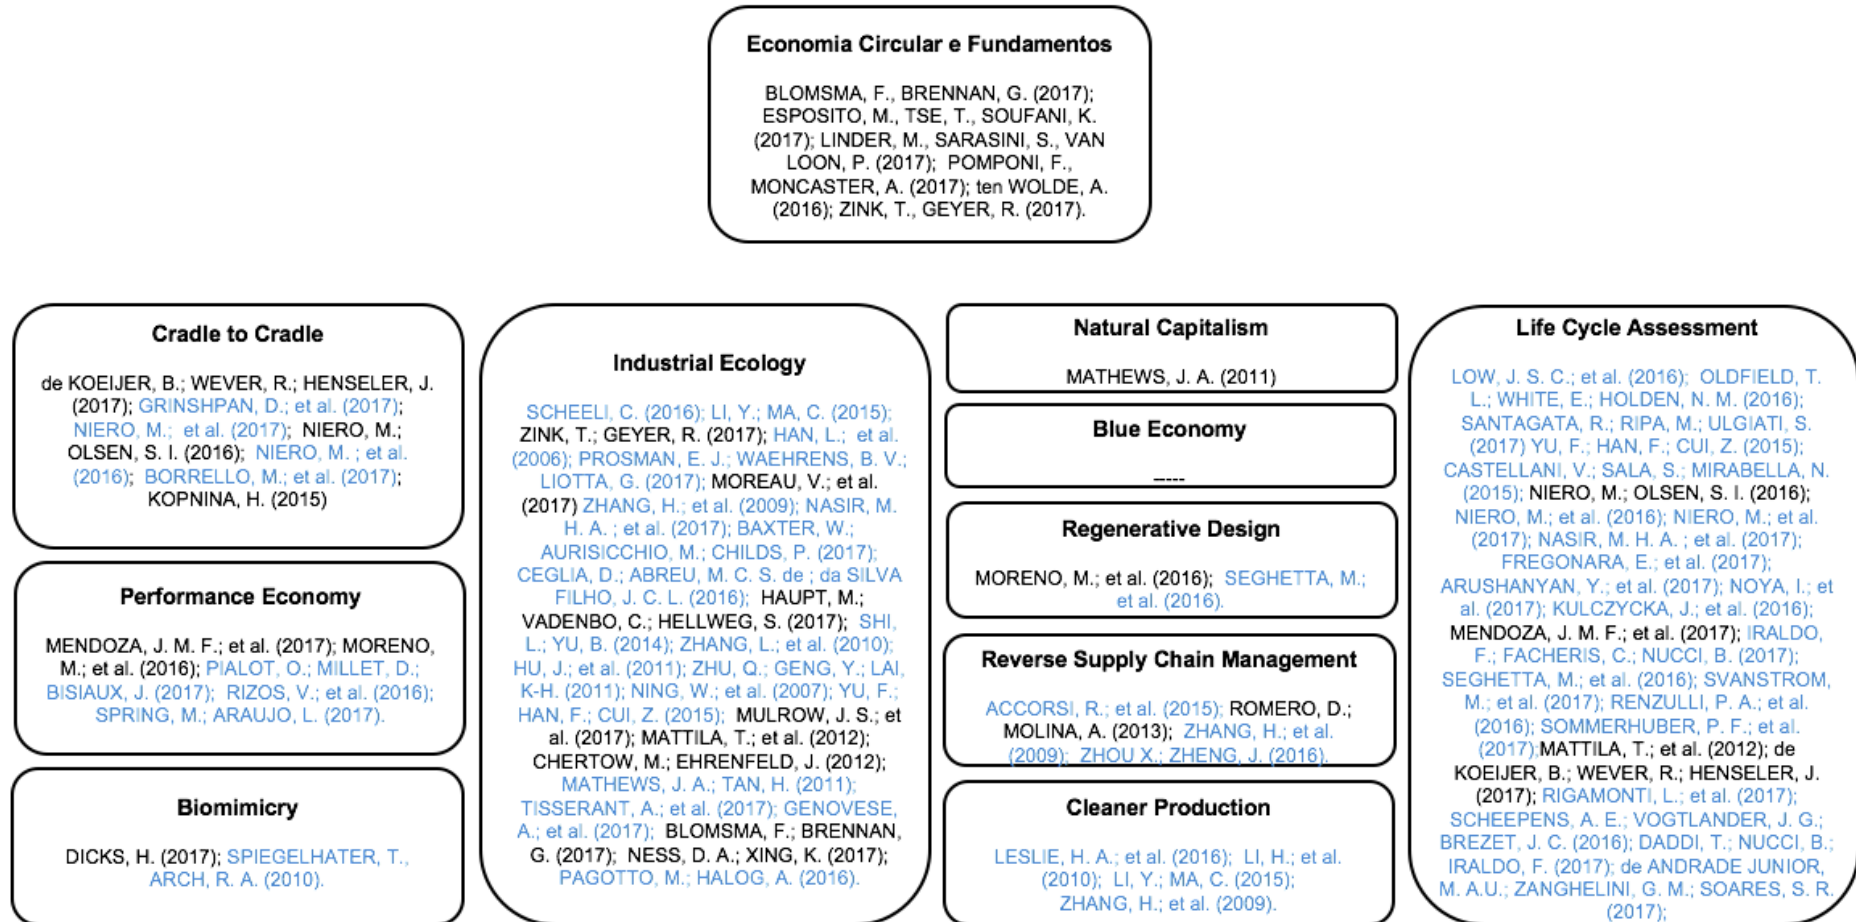 Economia Circular e Fundamentos
BLOMSMA, F., BRENNAN, G. (2017);
ESPOSITO, M., TSE, T., SOUFANI, K.
(2017); LINDER, M., SARASINI, S., VAN
LOON, P. (2017); POMPONI, F.,
MONCASTER, A. (2017); ten WOLDE, A.
(2016); ZINK, T., GEYER, R. (2017).
Cradle to Cradle
de KOEIJER, B.; WEVER, R.; HENSELER, J.
(2017); GRINSHPAN, D.; et al. (2017);
NIERO, M.; et al. (2017); NIERO, M.;
OLSEN, S. I. (2016); NIERO, M. ; et al.
(2016); BORRELLO, M.; et al. (2017);
KOPNINA, H. (2015)
Performance Economy
MENDOZA, J. M. F.; et al. (2017); MORENO,
M.; et al. (2016); PIALOT, O.; MILLET, D.;
BISIAUX, J. (2017); RIZOS, V.; et al. (2016);
SPRING, M.; ARAUJO, L. (2017).
Biomimicry
DICKS, H. (2017); SPIEGELHATER, T.,
ARCH, R. A. (2010).
Industrial Ecology
SCHEELI, C. (2016); LI, Y.; MA, C. (2015);
ZINK, T.; GEYER, R. (2017); HAN, L.; et al.
(2006); PROSMAN, E. J.; WAEHRENS, B. V.;
LIOTTA, G. (2017); MOREAU, V.; et al.
(2017) ZHANG, H.; et al. (2009); NASIR, M.
H. A. ; et al. (2017); BAXTER, W.;
AURISICCHIO, M.; CHILDS, P. (2017);
CEGLIA, D.; ABREU, M. C. S. de ; da SILVA
FILHO, J. C. L. (2016); HAUPT, M.;
VADENBO, C.; HELLWEG, S. (2017); SHI,
L.; YU, B. (2014); ZHANG, L.; et al. (2010);
HU, J.; et al. (2011); ZHU, Q.; GENG, Y.; LAI,
K-H. (2011); NING, W.; et al. (2007); YU, F.;
HAN, F.; CUI, Z. (2015); MULROW, J. S.; et
al. (2017); MATTILA, T.; et al. (2012);
CHERTOW, M.; EHRENFELD, J. (2012);
MATHEWS, J. A.; TAN, H. (2011);
TISSERANT, A.; et al. (2017); GENOVESE,
A.; et al. (2017); BLOMSMA, F.; BRENNAN,
G. (2017); NESS, D. A.; XING, K. (2017);
PAGOTTO, M.; HALOG, A. (2016).
Natural Capitalism
MATHEWS, J. A. (2011)
Blue Economy
-----
Regenerative Design
MORENO, M.; et al. (2016); SEGHETTA, M.;
et al. (2016).
Reverse Supply Chain Management
ACCORSI, R.; et al. (2015); ROMERO, D.;
MOLINA, A. (2013); ZHANG, H.; et al.
(2009); ZHOU X.; ZHENG, J. (2016).
Cleaner Production
LESLIE, H. A.; et al. (2016); LI, H.; et al.
(2010); LI, Y.; MA, C. (2015);
ZHANG, H.; et al. (2009).
Life Cycle Assessment
LOW, J. S. C.; et al. (2016); OLDFIELD, T.
L.; WHITE, E.; HOLDEN, N. M. (2016);
SANTAGATA, R.; RIPA, M.; ULGIATI, S.
(2017) YU, F.; HAN, F.; CUI, Z. (2015);
CASTELLANI, V.; SALA, S.; MIRABELLA, N.
(2015); NIERO, M.; OLSEN, S. I. (2016);
NIERO, M.; et al. (2016); NIERO, M.; et al.
(2017); NASIR, M. H. A. ; et al. (2017);
FREGONARA, E.; et al. (2017);
ARUSHANYAN, Y.; et al. (2017); NOYA, I.; et
al. (2017); KULCZYCKA, J.; et al. (2016);
MENDOZA, J. M. F.; et al. (2017); IRALDO,
F.; FACHERIS, C.; NUCCI, B. (2017);
SEGHETTA, M.; et al. (2016); SVANSTROM,
M.; et al. (2017); RENZULLI, P. A.; et al.
(2016); SOMMERHUBER, P. F.; et al.
(2017);MATTILA, T.; et al. (2012); de
KOEIJER, B.; WEVER, R.; HENSELER, J.
(2017); RIGAMONTI, L.; et al. (2017);
SCHEEPENS, A. E.; VOGTLANDER, J. G.;
BREZET, J. C. (2016); DADDI, T.; NUCCI, B.;
IRALDO, F. (2017); de ANDRADE JUNIOR,
M. A.U.; ZANGHELINI, G. M.; SOARES, S. R.
(2017);